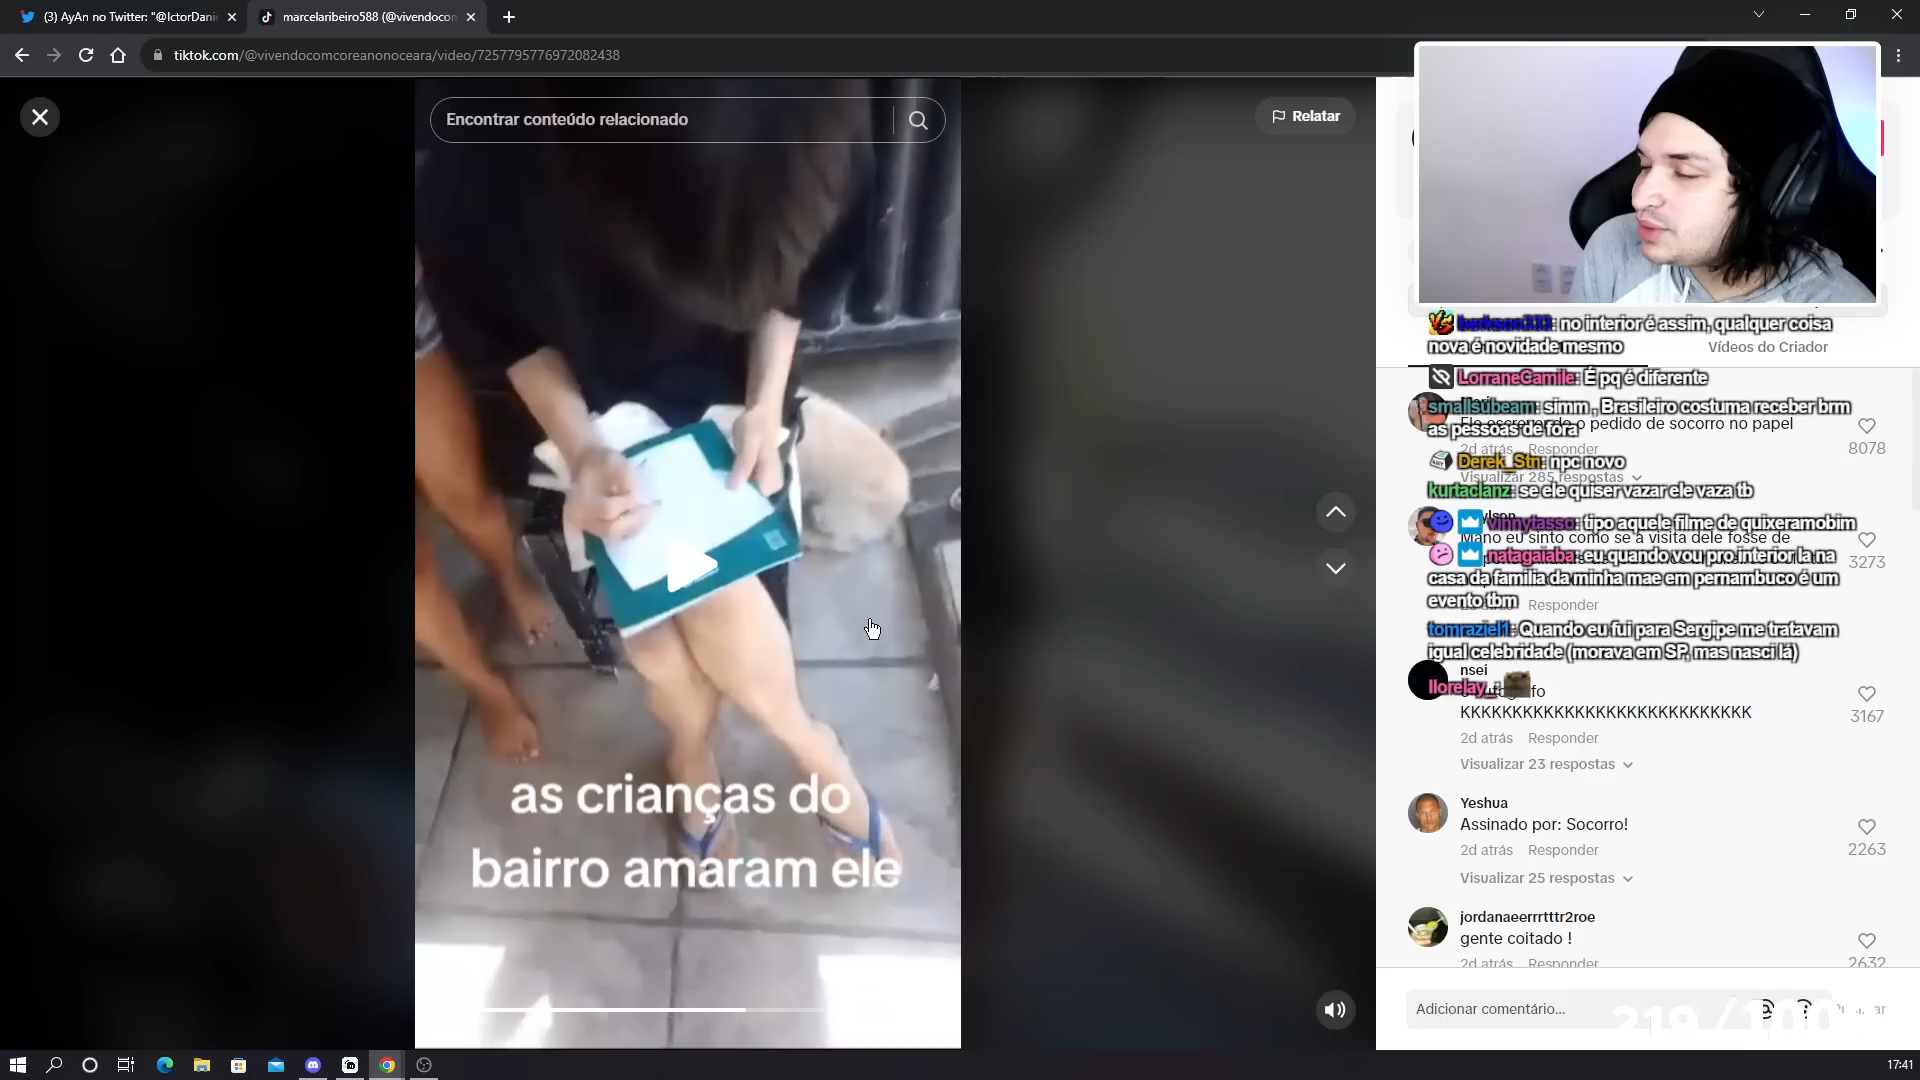 (3) AyAn no Twitter: "@IctorDani
marcelaribeiro588 (@vivendocon
tiktok.com/@vivendocomcoreanonoceara/video/7257795776972082438
Encontrar conteúdo relacionado
Relatar
as crianças do
bairro amaram ele
berkson333: no interior é assim, qualquer coisa
nova é novidade mesmo
Vídeos do Criador
LorraneCamile: É pq é diferente
smallsubeam: simm , Brasileiro costuma receber brm
as pessoas de fora
o pedido de socorro no papel
8078
2d atrás Responder
Derek_Stn: npc novo
Visualizar 285 respostas
kurtaclanz: se ele quiser vazar ele vaza tb
vinnytasso: tipo aquele filme de quixeramobim
Mano eu sinto como se a visita dele fosse de
natagaiaba: eu quando vou pro interior la na
3273
casa da familia da minha mae em pernambuco é um
evento tbm
Responder
tomraziel1: Quando eu fui para Sergipe me tratavam
igual celebridade (morava em SP, mas nasci lá)
nsei
llorelay_:
KKKKKKKKKKKKKKKKKKKKKKKKKKKK
3167
2d atrás Responder
Visualizar 23 respostas
Yeshua
Assinado por: Socorro!
2263
2d atrás Responder
Visualizar 25 respostas
jordanaeerrrtttr2roe
gente coitado !
2632
2d atrás Responder
Adicionar comentário...
219 / 100
17:41